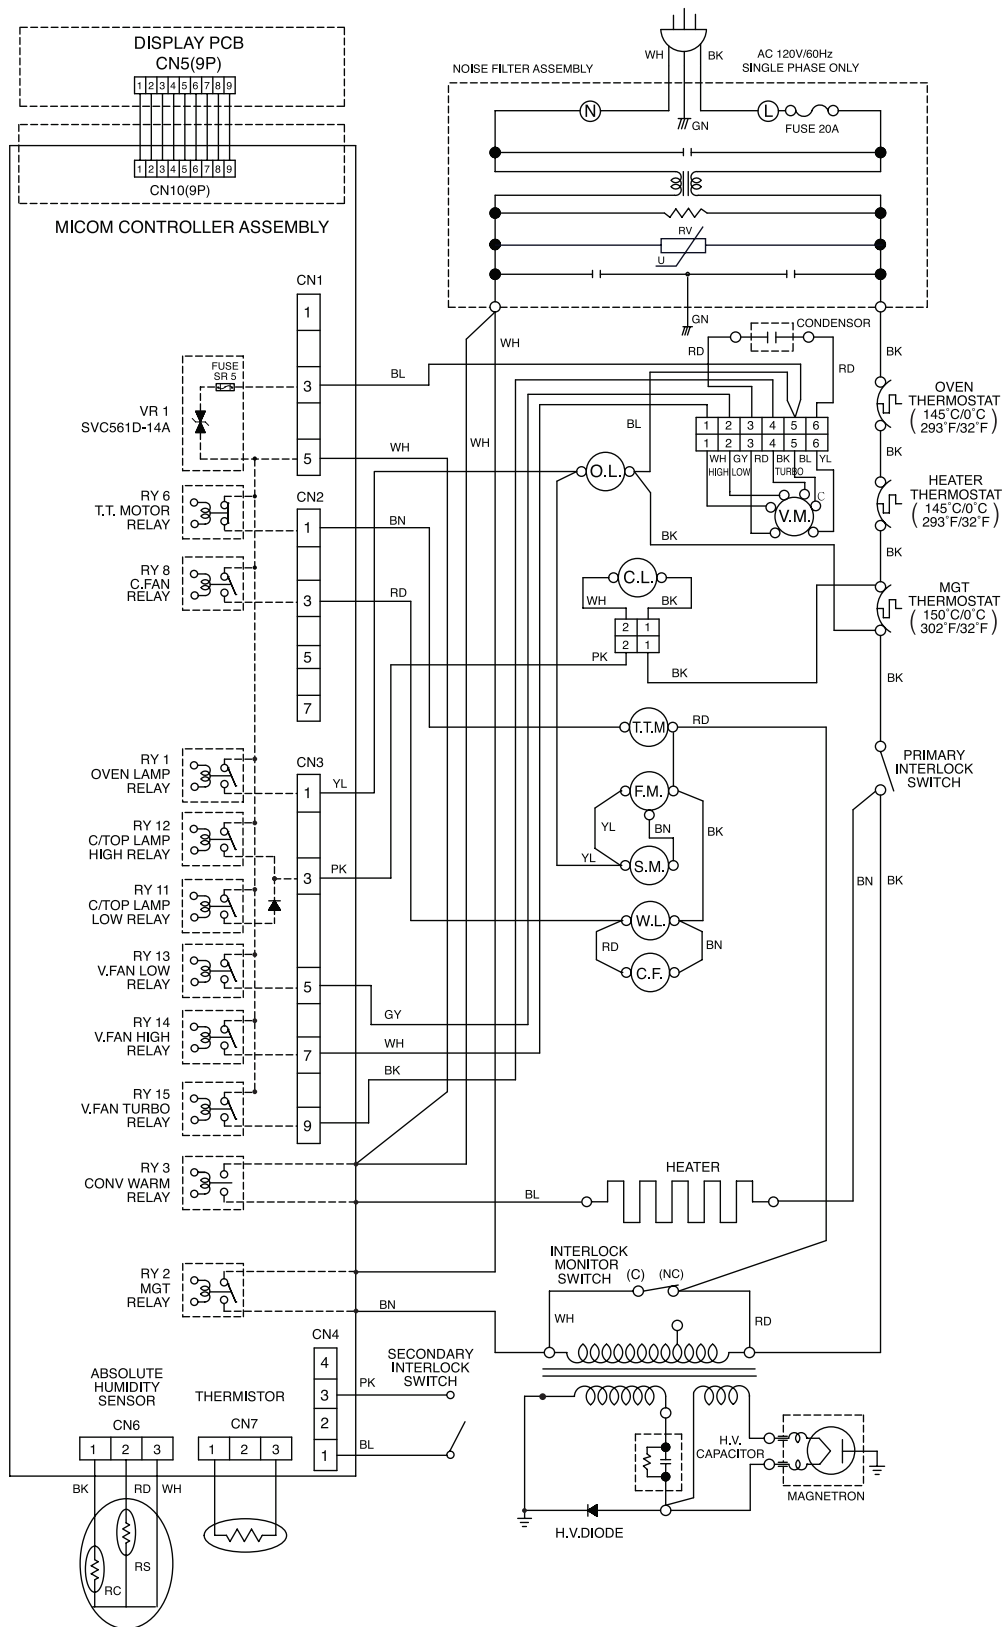 DISPLAY PCB
CN5(9P)
1 2 3 4 5 6 7 8 9
1 2 3 4 5 6 7 8 9
CN10(9P)
MICOM CONTROLLER ASSEMBLY
WH
BK
AC 120V/60Hz
SINGLE PHASE ONLY
NOISE FILTER ASSEMBLY
N
L
GN
FUSE 20A
RV
U
GN
WH
CN1
1
3
5
FUSE
SR 5
VR 1
SVC561D-14A
BL
WH
WH
BL
CONDENSOR
RD
RD
1 2 3 4 5 6
1 2 3 4 5 6
WH GY RD BK BL YL
HIGH LOW TURBO
C
V.M.
O.L.
BK
OVEN
THERMOSTAT
(145˚C/0˚C
293˚F/32˚F)
BK
HEATER
THERMOSTAT
(145˚C/0˚C
293˚F/32˚F)
BK
MGT
THERMOSTAT
(150˚C/0˚C
302˚F/32˚F)
BK
RY 6
T.T. MOTOR
RELAY
CN2
1
3
5
7
BN
RD
BK
RY 8
C.FAN
RELAY
C.L.
WH
BK
2 1
2 1
PK
BK
T.T.M
RD
F.M.
YL
BN
BK
YL
S.M.
W.L.
RD
BN
C.F.
PRIMARY
INTERLOCK
SWITCH
BN
BK
RY 1
OVEN LAMP
RELAY
CN3
1
3
5
7
9
YL
RY 12
C/TOP LAMP
HIGH RELAY
PK
RY 11
C/TOP LAMP
LOW RELAY
RY 13
V.FAN LOW
RELAY
GY
RY 14
V.FAN HIGH
RELAY
WH
BK
RY 15
V.FAN TURBO
RELAY
RY 3
CONV WARM
RELAY
BL
HEATER
RY 2
MGT
RELAY
BN
INTERLOCK
MONITOR
SWITCH
(C)
(NC)
WH
RD
CN4
4
3
2
1
PK
BL
SECONDARY
INTERLOCK
SWITCH
ABSOLUTE
HUMIDITY
SENSOR
CN6
1 2 3
BK
RD
WH
RS
RC
THERMISTOR
CN7
1 2 3
H.V.
CAPACITOR
MAGNETRON
H.V.DIODE